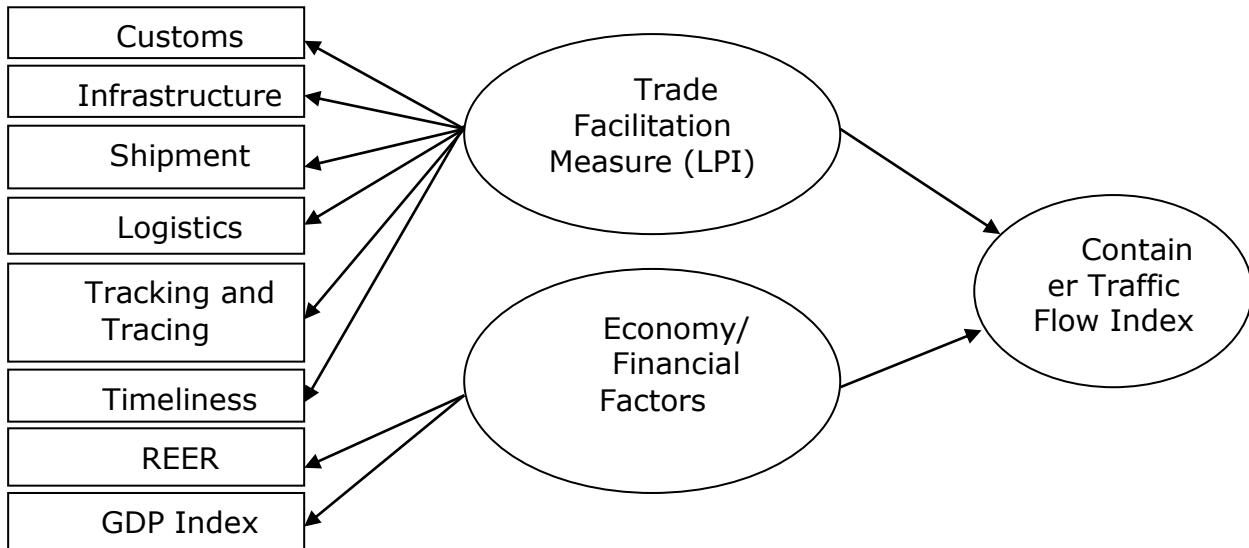 Customs
Infrastructure
Shipment
Logistics
Tracking and
Tracing
Timeliness
REER
GDP Index
Trade
Facilitation
Measure (LPI)
Economy/
Financial
Factors
Contain
er Traffic
Flow Index